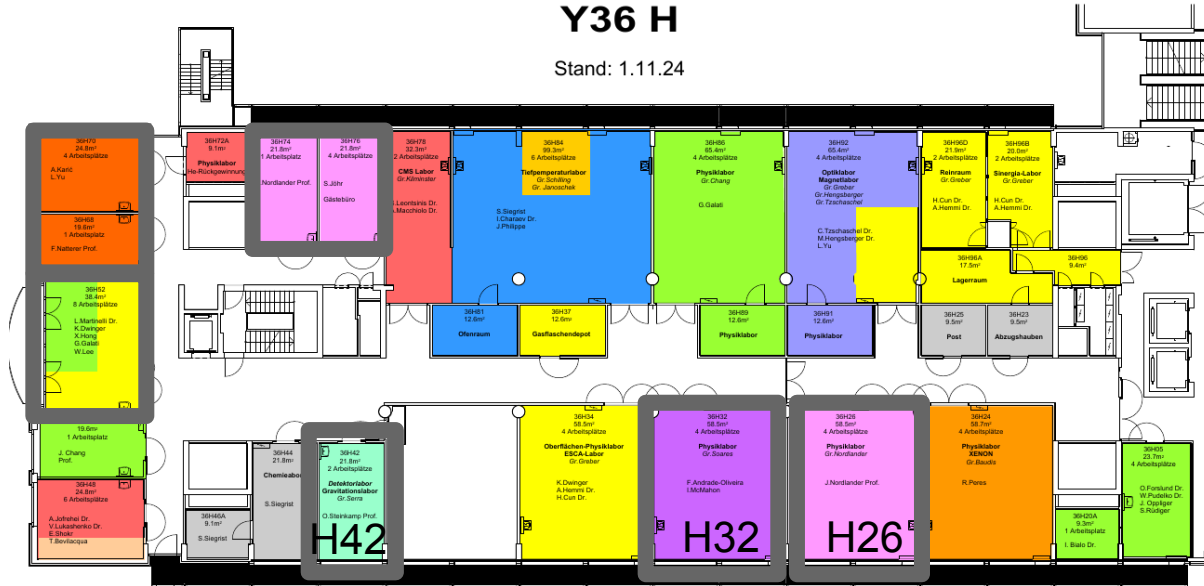 Y36 H
Stand: 1.11.24
36H70
24.8m²
4 Arbeitsplätze
A.Karić
L.Yu
36H68
19.6m²
1 Arbeitsplatz
F.Natterer Prof.
36H52
38.4m²
8 Arbeitsplätze
L.Martinelli Dr.
K.Dwinger
X.Hong
G.Galati
W.Lee
19.6m²
1 Arbeitsplatz
J. Chang
Prof.
36H48
24.8m²
6 Arbeitsplätze
A.Jofrehei Dr.
V.Lukashenko Dr.
E.Shokr
T.Bevilacqua
36H72A
9.1m²
Physiklabor
He-Rückgewinnung
36H74
21.8m²
1 Arbeitsplatz
.Nordlander Prof.
36H76
21.8m²
4 Arbeitsplätze
S.Jöhr
Gästebüro
36H78
32.3m²
2 Arbeitsplätze
CMS Labor
Gr.Kilminster
.Leontsinis Dr.
.Macchiolo Dr.
36H84
99.3m²
6 Arbeitsplätze
Tiefpemperaturlabor
Gr.Schilling
Gr. Janoschek
S.Siegrist
I.Charaev Dr.
J.Philippe
36H86
65.4m²
4 Arbeitsplätze
Physiklabor
Gr.Chang
G.Galati
36H92
65.4m²
4 Arbeitsplätze
Optiklabor
Magnetlabor
Gr.Greber
Gr.Hengsberger
Gr.Tzschaschel
C.Tzschaschel Dr.
M.Hengsberger Dr.
L.Yu
36H96D
21.9m²
2 Arbeitsplätze
Reinraum
Gr.Greber
H.Cun Dr.
A.Hemmi Dr.
36H96B
20.0m²
2 Arbeitsplätze
Sinergia-Labor
Gr.Greber
H.Cun Dr.
A.Hemmi Dr.
36H96A
17.5m²
Lagerraum
36H96
9.4m²
36H81
12.6m²
Ofenraum
36H37
12.6m²
Gasflaschendepot
36H89
12.6m²
Physiklabor
36H91
12.6m²
Physiklabor
36H25
9.5m²
Post
36H23
9.5m²
Abzugshauben
36H46A
9.1m²
S.Siegrist
36H44
21.8m²
Chemielabor
S.Siegrist
36H42
21.8m²
2 Arbeitsplätze
Detektorlabor
Gravitationslabor
Gr.Serra
O.Steinkamp Prof.
H42
36H34
58.5m²
4 Arbeitsplätze
Oberflächen-Physiklabor
ESCA-Labor
Gr.Greber
K.Dwinger
A.Hemmi Dr.
H.Cun Dr.
36H32
58.5m²
4 Arbeitsplätze
Physiklabor
Gr.Soares
F.Andrade-Oliveira
I.McMahon
H32
36H26
58.5m²
4 Arbeitsplätze
Physiklabor
Gr.Nordlander
J.Nordlander Prof.
H26
36H24
58.5m²
4 Arbeitsplätze
Physiklabor
XENON
Gr.Baudis
R.Peres
36H20A
9.3m²
1 Arbeitsplatz
I. Bialo Dr.
36H05
23.7m²
4 Arbeitsplätze
O.Forslund Dr.
W.Pudelko Dr.
J. Oppliger
S.Rüdiger